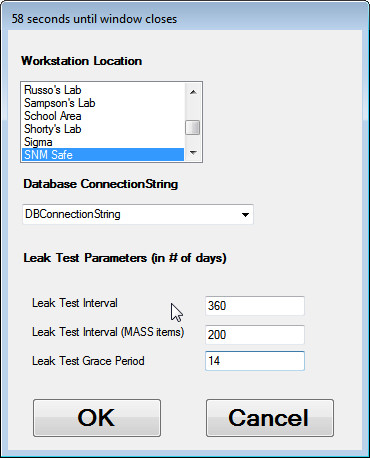 58 seconds until window closes
Workstation Location
Russo's Lab
Sampson's Lab
School Area
Shorty's Lab
Sigma
SNM Safe
Database ConnectionString
DBConnectionString
Leak Test Parameters (in # of days)
Leak Test Interval 360
Leak Test Interval (MASS items) 200
Leak Test Grace Period 14
OK Cancel